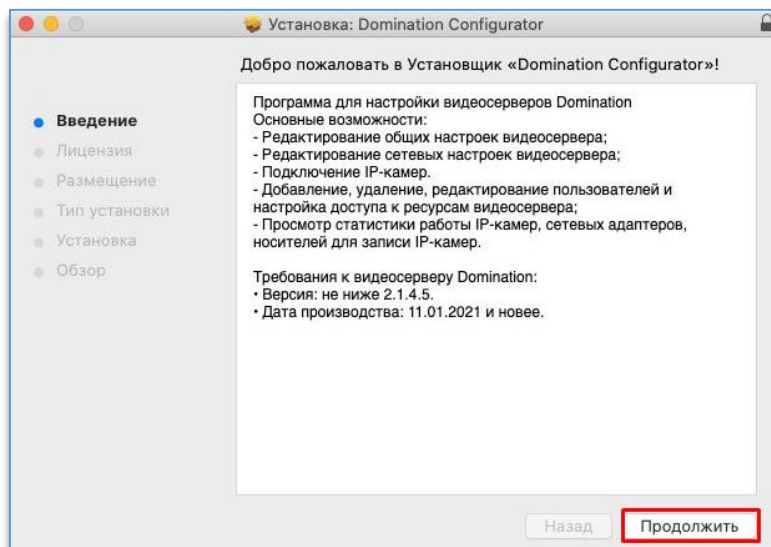 Установка: Domination Configurator
Добро пожаловать в Установщик «Domination Configurator»!
Введение
Лицензия
Размещение
Тип установки
Установка
Обзор
Программа для настройки видеосерверов Domination
Основные возможности:
- Редактирование общих настроек видеосервера;
- Редактирование сетевых настроек видеосервера;
- Подключение IP-камер.
- Добавление, удаление, редактирование пользователей и
настройка доступа к ресурсам видеосервера;
- Просмотр статистики работы IP-камер, сетевых адаптеров,
носителей для записи IP-камер.
Требования к видеосерверу Domination:
• Версия: не ниже 2.1.4.5.
• Дата производства: 11.01.2021 и новее.
Назад
Продолжить